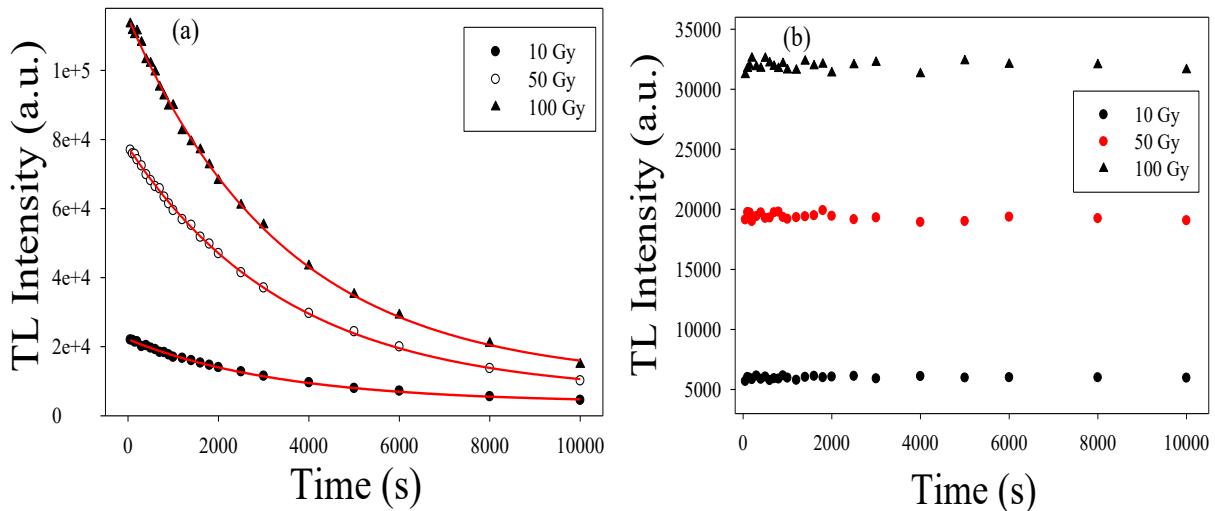 (a)
10 Gy
50 Gy
100 Gy
TL Intensity (a.u.)
1e+5
8e+4
6e+4
4e+4
2e+4
0
0 2000 4000 6000 8000 10000
Time (s)
(b)
10 Gy
50 Gy
100 Gy
TL Intensity (a.u.)
35000
30000
25000
20000
15000
10000
5000
0 2000 4000 6000 8000 10000
Time (s)